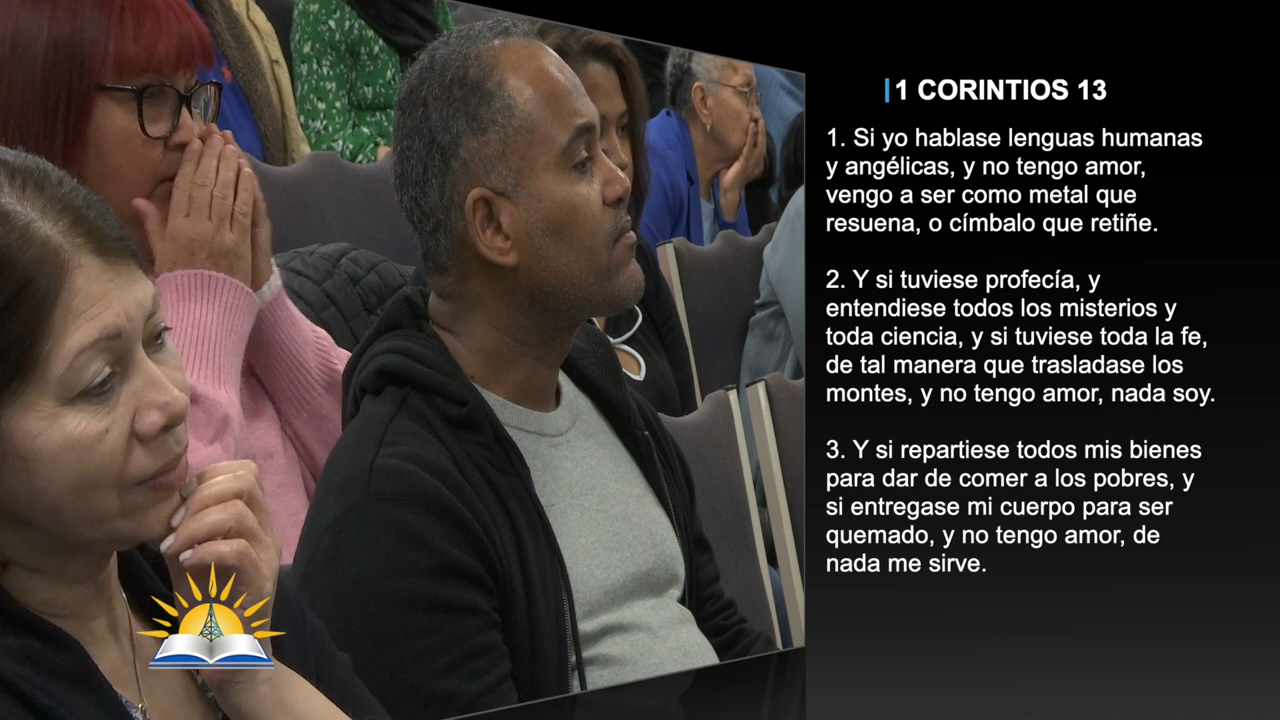 1 CORINTIOS 13
1. Si yo hablase lenguas humanas
y angélicas, y no tengo amor,
vengo a ser como metal que
resuena, o címbalo que retiñe.
2. Y si tuviese profecía, y
entendiese todos los misterios y
toda ciencia, y si tuviese toda la fe,
de tal manera que trasladase los
montes, y no tengo amor, nada soy.
3. Y si repartiese todos mis bienes
para dar de comer a los pobres, y
si entregase mi cuerpo para ser
quemado, y no tengo amor, de
nada me sirve.